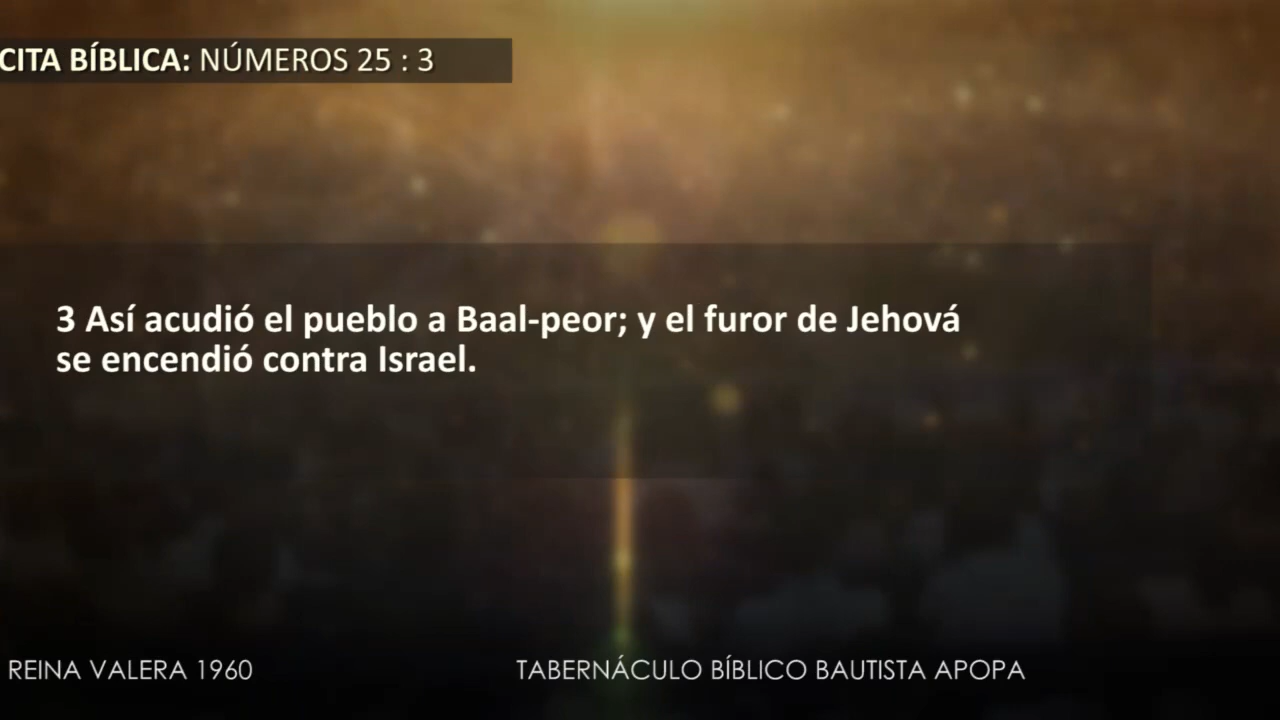 CITA BÍBLICA: NÚMEROS 25 : 3
3 Así acudió el pueblo a Baal-peor; y el furor de Jehová
se encendió contra Israel.
REINA VALERA 1960
TABERNÁCULO BÍBLICO BAUTISTA APOPA